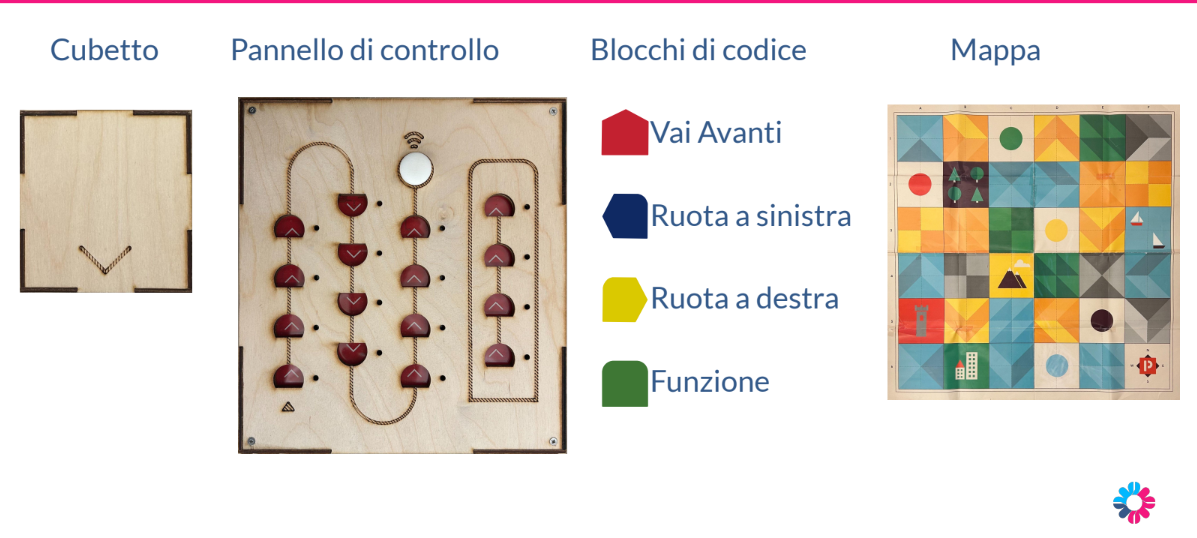 Cubetto
Pannello di controllo
Blocchi di codice
Mappa
Vai Avanti
Ruota a sinistra
Ruota a destra
Funzione